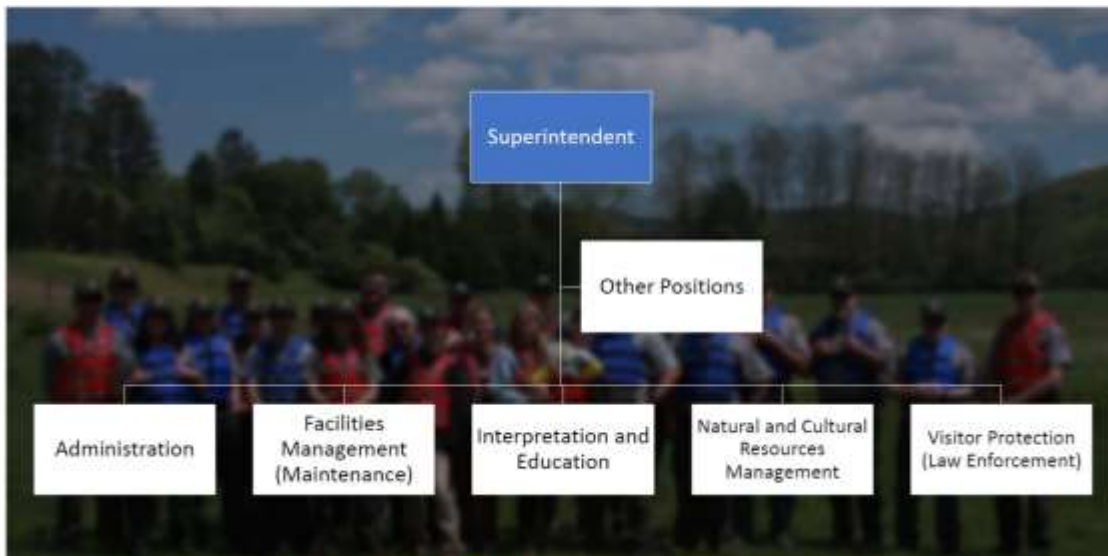 Superintendent
Other Positions
Administration
Facilities
Management
(Maintenance)
Interpretation and
Education
Natural and Cultural
Resources
Management
Visitor Protection
(Law Enforcement)